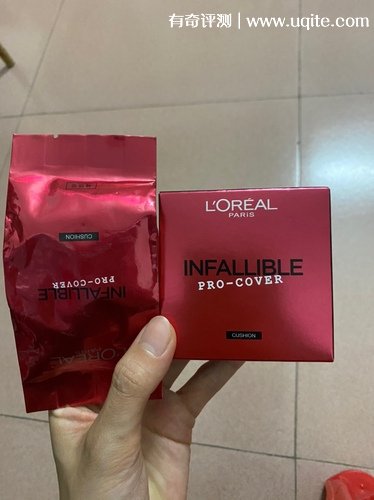 有奇评测 | www.uqite.com
L'ORÉAL
PARIS
INFALLIBLE
PRO-COVER
CUSHION
CUSHION
PRO-COVER
INFALLIBLE
L'ORÉAL